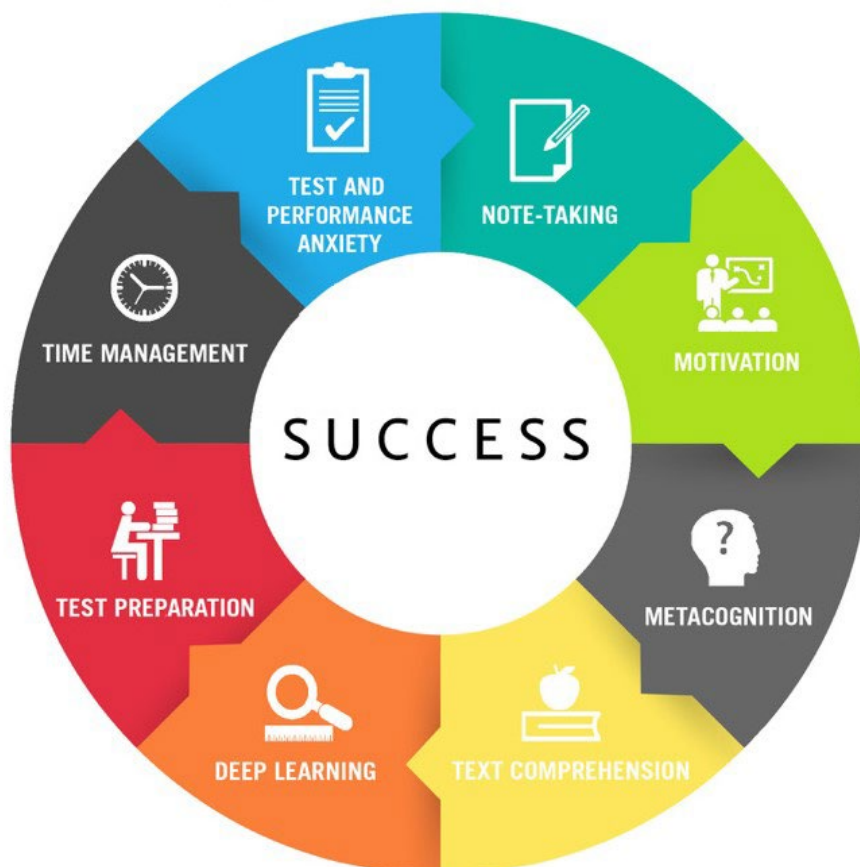 TEST AND
PERFORMANCE
ANXIETY
NOTE-TAKING
MOTIVATION
METACOGNITION
TEXT COMPREHENSION
DEEP LEARNING
TEST PREPARATION
TIME MANAGEMENT
SUCCESS
?